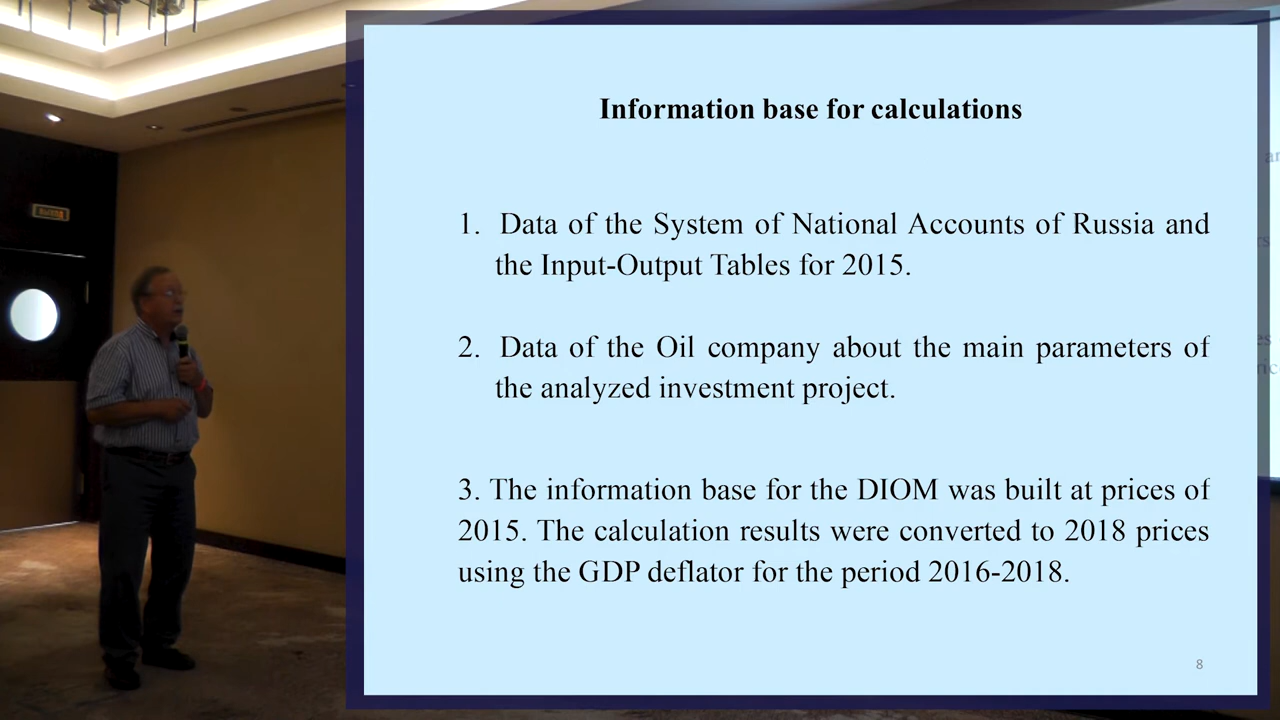 Information base for calculations
1. Data of the System of National Accounts of Russia and
the Input-Output Tables for 2015.
2. Data of the Oil company about the main parameters of
the analyzed investment project.
3. The information base for the DIOM was built at prices of
2015. The calculation results were converted to 2018 prices
using the GDP deflator for the period 2016-2018.
8